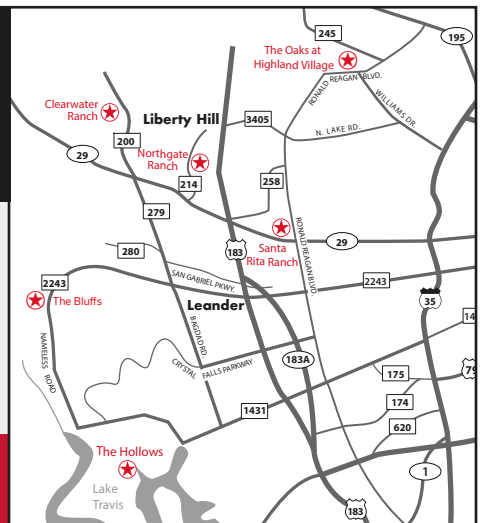 245
195
The Oaks at
Highland Village
RONALD REAGAN BLVD.
WILLIAMS DR.
Clearwater
Ranch
Liberty Hill
3405
N. LAKE RD.
200
29
Northgate
Ranch
214
258
279
RONALD REAGAN BLVD.
Santa
Rita Ranch
29
280
183
SAN GABRIEL PKWY.
2243
2243
The Bluffs
Leander
35
NAMELESS ROAD
BAGDAD RD.
14
CRYSTAL FALLS PARKWAY
183A
175
79
174
1431
620
The Hollows
1
Lake
Travis
183